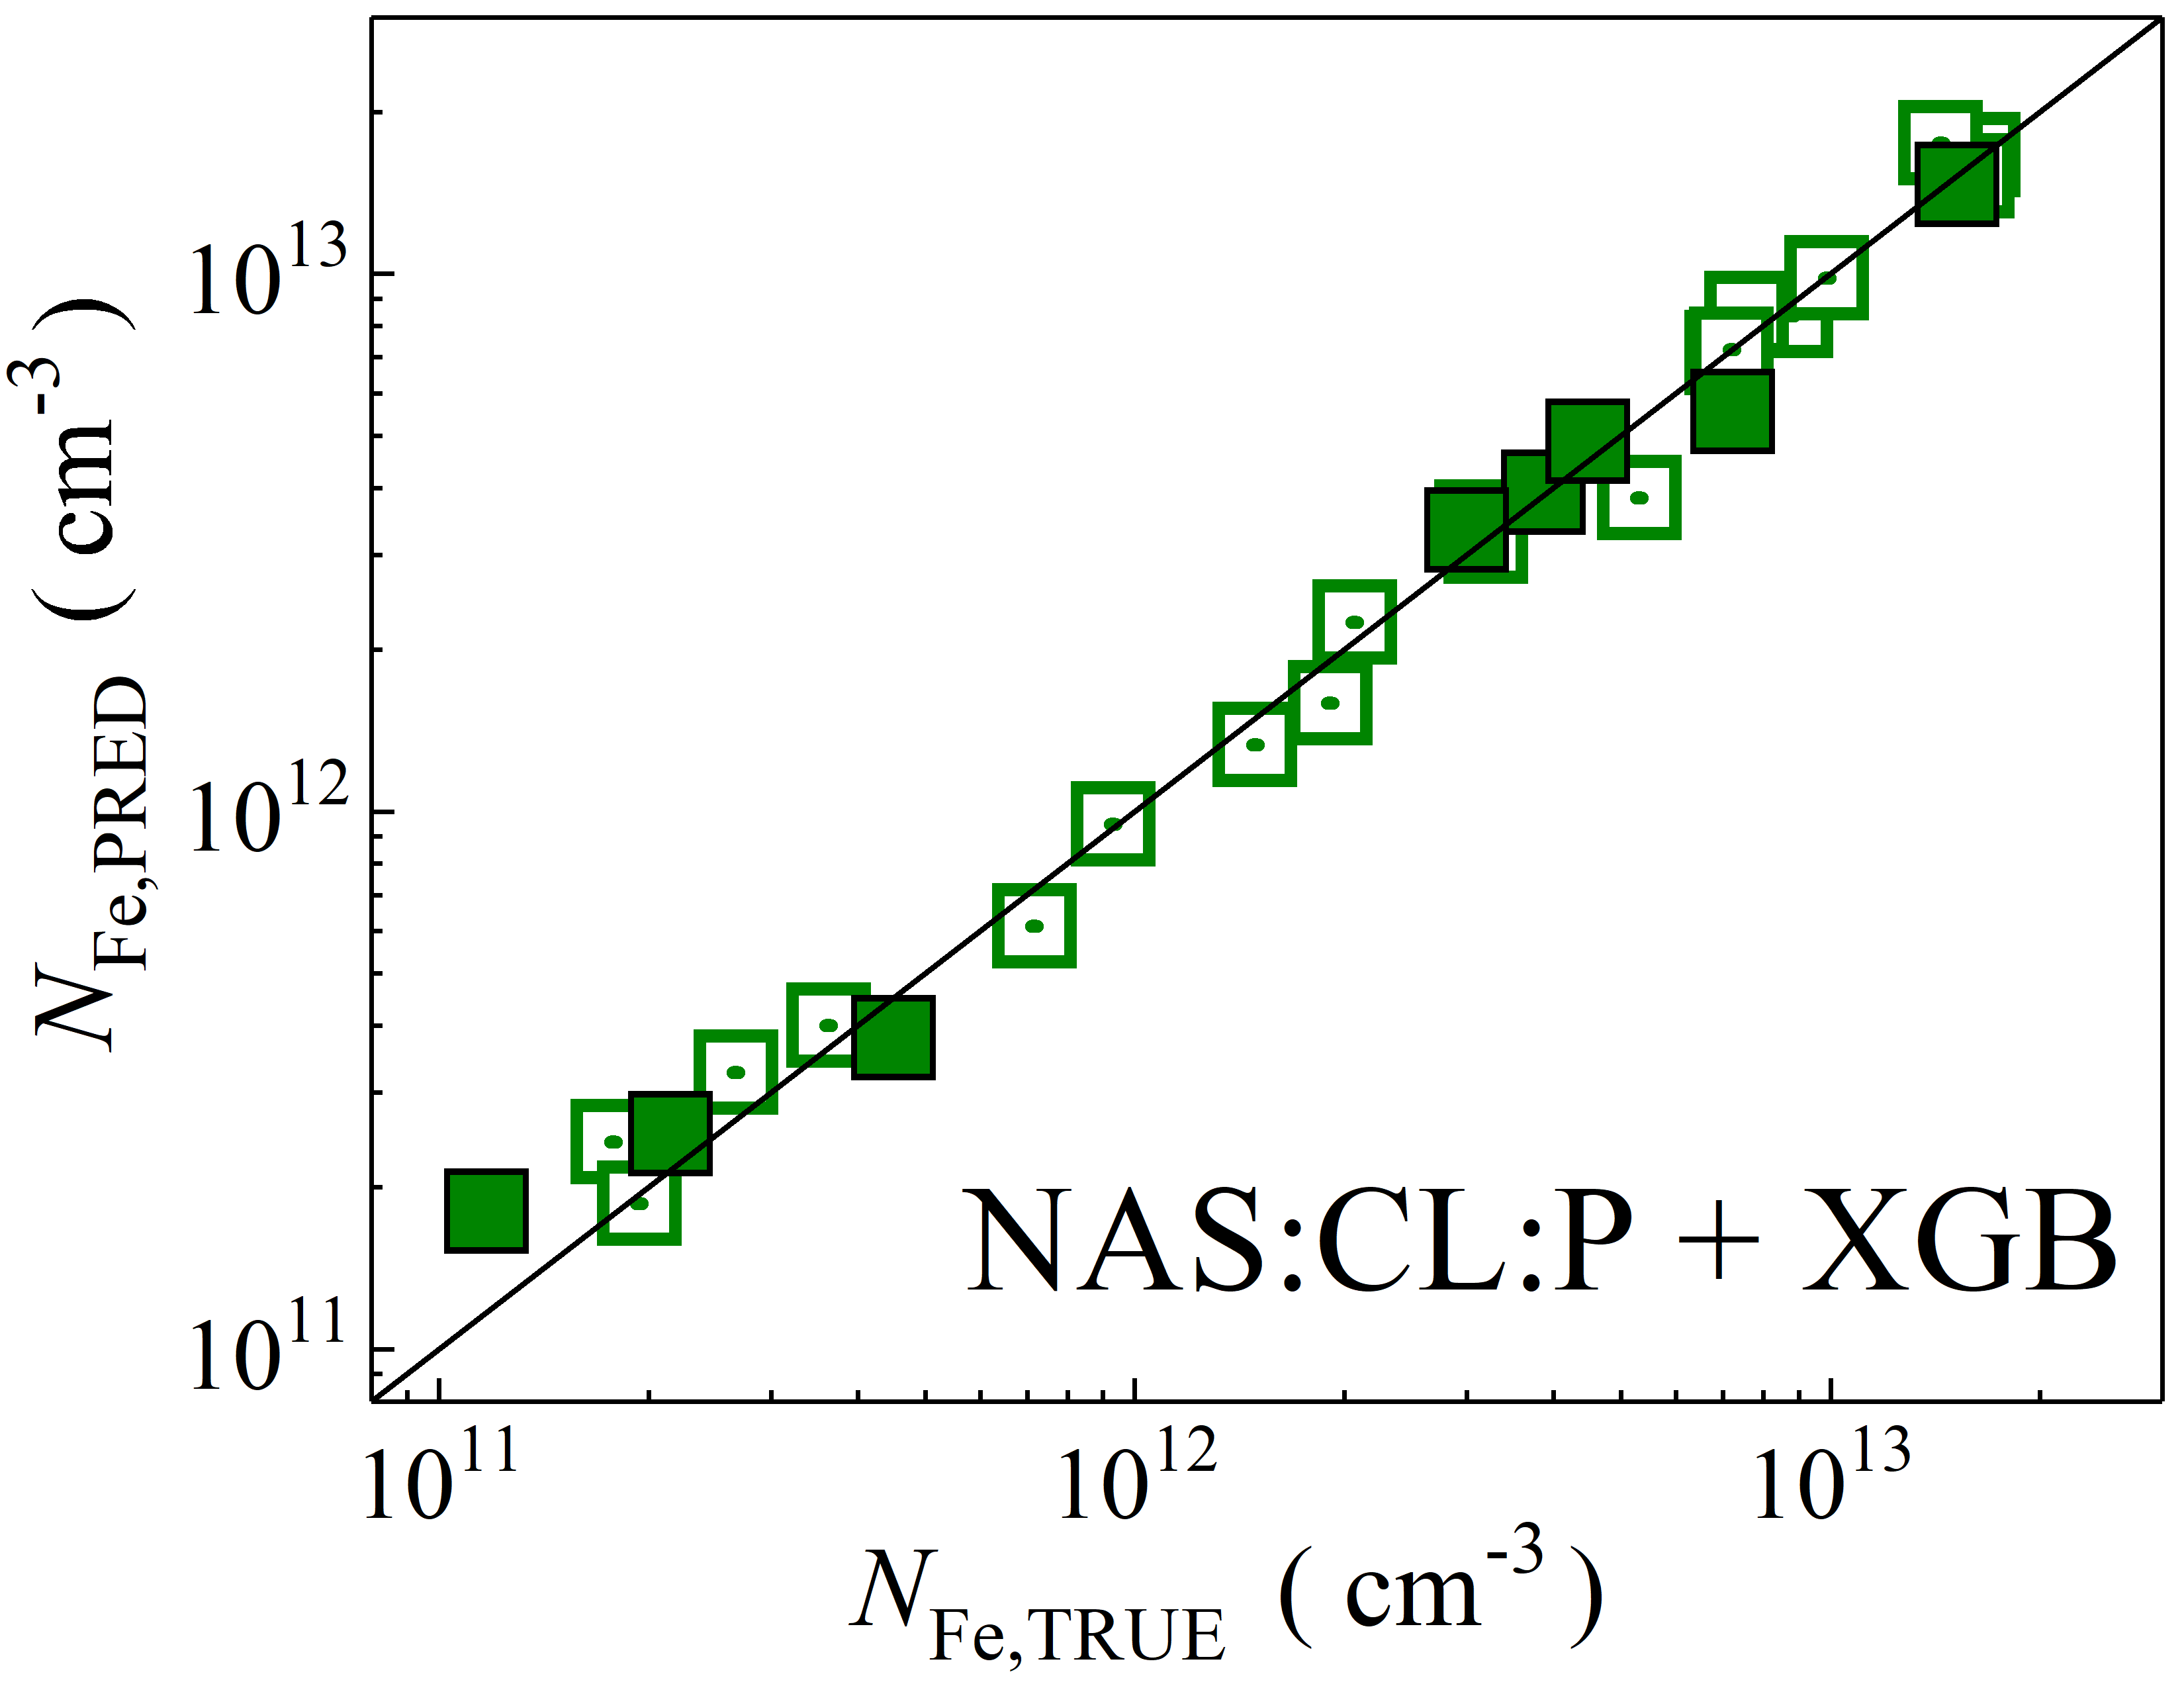 N_Fe,PRED ( cm^-3 )
10^13
10^12
10^11
NAS:CL:P + XGB
10^11 10^12 10^13
N_Fe,TRUE ( cm^-3 )